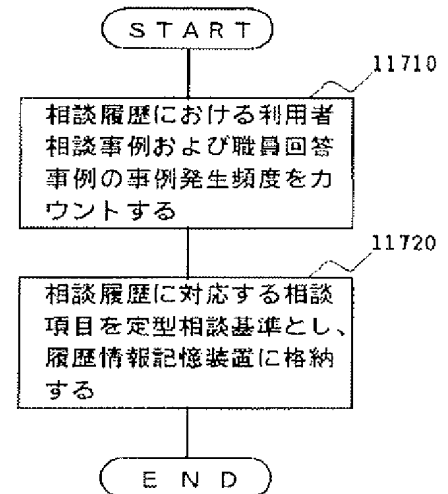 START
11710
相談履歴における利用者
相談事例および職員回答
事例の事例発生頻度をカ
ウントする
11720
相談履歴に対応する相談
項目を定型相談基準とし、
履歴情報記憶装置に格納
する
END